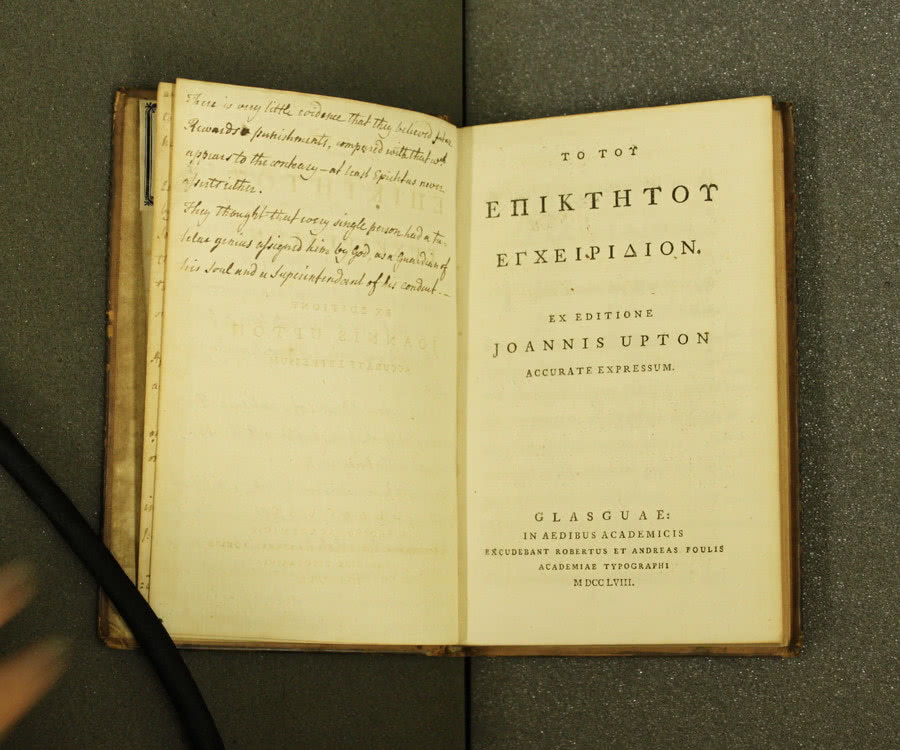 There is very little evidence that they believed future
Rewards & punishments, compared with that wch
appears to the contrary – at least Epictetus never
asserts either.
They thought that every single person had a tu-
telar genius assigned him by God, as a Guardian of
his Soul and a Superintendant of his conduct. –
ΤΟ ΤΟΥ
ΕΠΙΚΤΗΤΟΥ
ΕΓΧΕΙΡΙΔΙΟΝ.
EX EDITIONE
JOANNIS UPTON
ACCURATE EXPRESSUM.
GLASGUAE:
IN AEDIBUS ACADEMICIS
EXCUDEBANT ROBERTUS ET ANDREAS FOULIS
ACADEMIAE TYPOGRAPHI
M DCC LVIII.